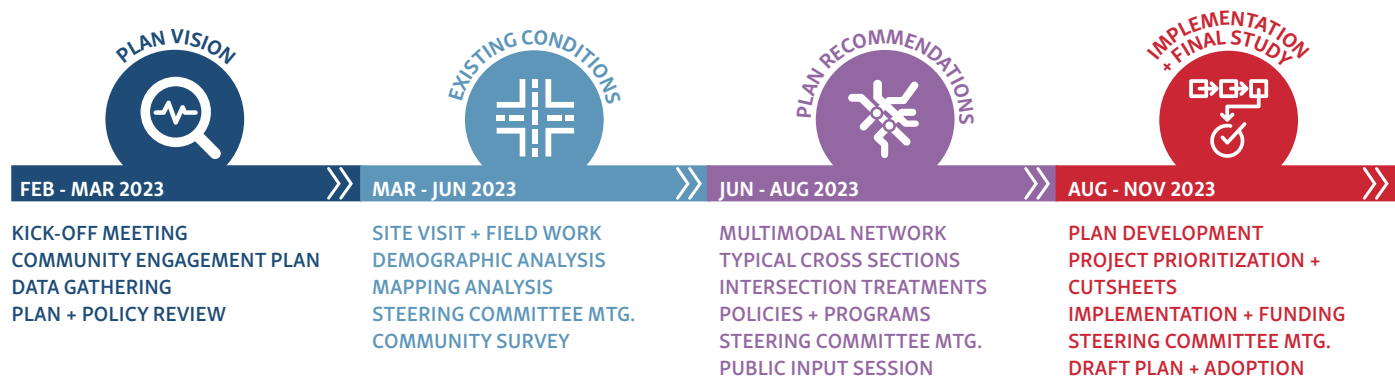 PLAN VISION
FEB - MAR 2023
KICK-OFF MEETING
COMMUNITY ENGAGEMENT PLAN
DATA GATHERING
PLAN + POLICY REVIEW
EXISTING CONDITIONS
MAR - JUN 2023
SITE VISIT + FIELD WORK
DEMOGRAPHIC ANALYSIS
MAPPING ANALYSIS
STEERING COMMITTEE MTG.
COMMUNITY SURVEY
PLAN RECOMMENDATIONS
JUN - AUG 2023
MULTIMODAL NETWORK
TYPICAL CROSS SECTIONS
INTERSECTION TREATMENTS
POLICIES + PROGRAMS
STEERING COMMITTEE MTG.
PUBLIC INPUT SESSION
IMPLEMENTATION
+ FINAL STUDY
AUG - NOV 2023
PLAN DEVELOPMENT
PROJECT PRIORITIZATION +
CUTSHEETS
IMPLEMENTATION + FUNDING
STEERING COMMITTEE MTG.
DRAFT PLAN + ADOPTION